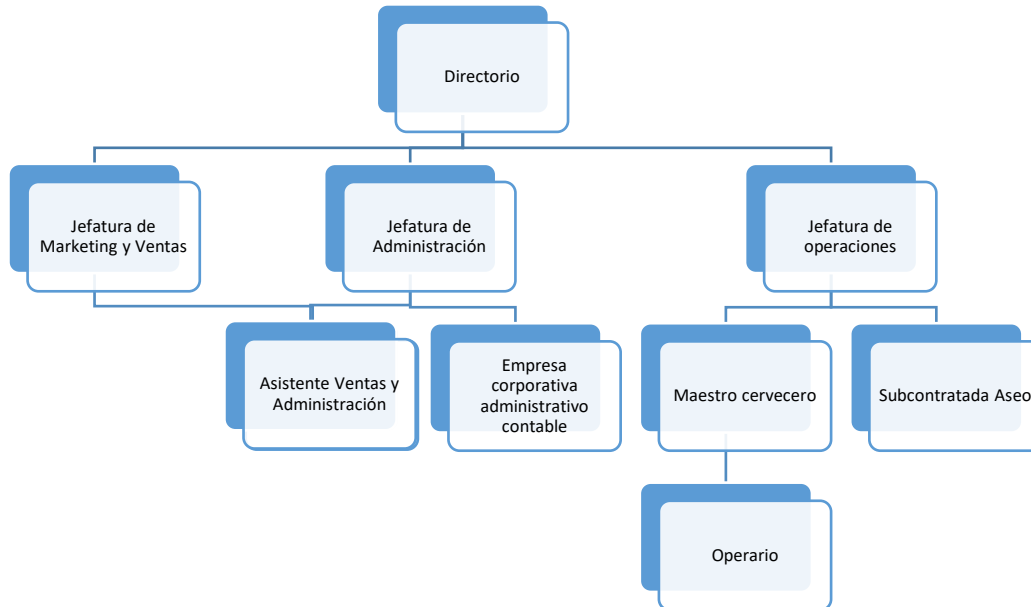 Directorio
Jefatura de
Marketing y Ventas
Jefatura de
Administración
Jefatura de
operaciones
Asistente Ventas y
Administración
Empresa
corporativa
administrativo
contable
Maestro cervecero
Subcontratada Aseo
Operario